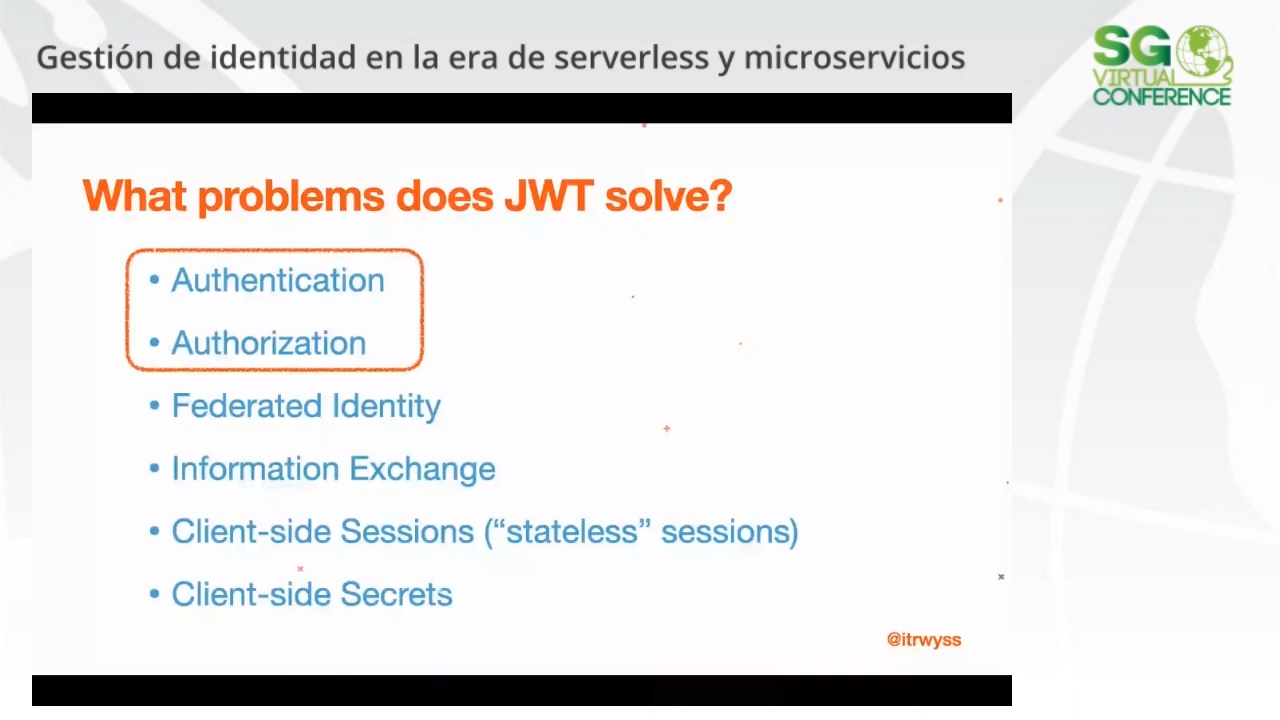 Gestión de identidad en la era de serverless y microservicios
SG
VIRTUAL
CONFERENCE
What problems does JWT solve?
• Authentication
• Authorization
• Federated Identity
• Information Exchange
• Client-side Sessions (“stateless” sessions)
• Client-side Secrets
@itrwyss